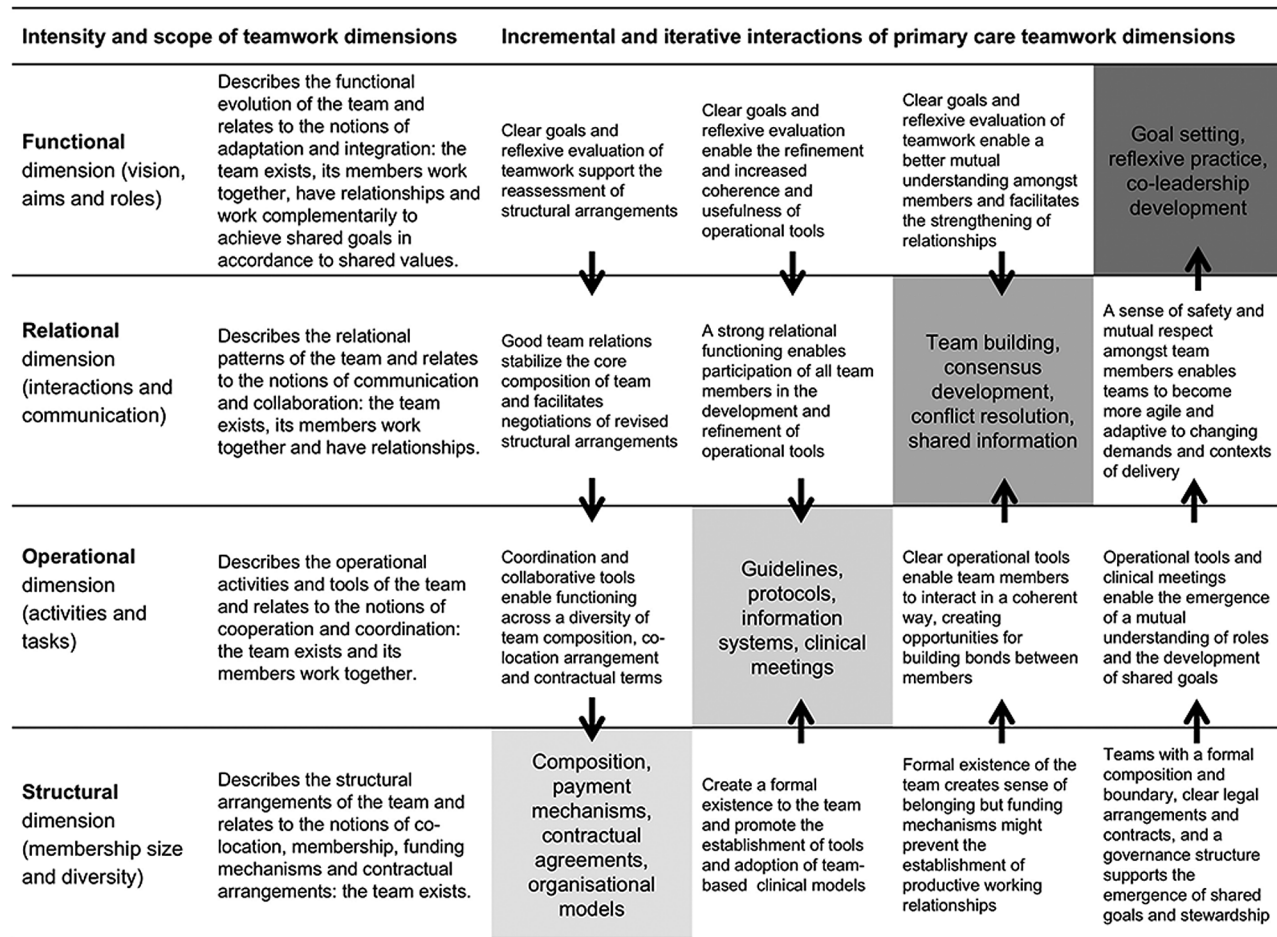 Intensity and scope of teamwork dimensions
Incremental and iterative interactions of primary care teamwork dimensions
Functional
dimension (vision,
aims and roles)
Describes the functional
evolution of the team and
relates to the notions of
adaptation and integration: the
team exists, its members work
together, have relationships and
work complementarily to
achieve shared goals in
accordance to shared values.
Clear goals and
reflexive evaluation of
teamwork support the
reassessment of
structural arrangements
Clear goals and
reflexive evaluation
enable the refinement
and increased
coherence and
usefulness of
operational tools
Clear goals and
reflexive evaluation of
teamwork enable a
better mutual
understanding amongst
members and facilitates
the strengthening of
relationships
Goal setting,
reflexive practice,
co-leadership
development
Relational
dimension
(interactions and
communication)
Describes the relational
patterns of the team and relates
to the notions of communication
and collaboration: the team
exists, its members work
together and have relationships.
Good team relations
stabilize the core
composition of team
and facilitates
negotiations of revised
structural arrangements
A strong relational
functioning enables
participation of all team
members in the
development and
refinement of
operational tools
Team building,
consensus
development,
conflict resolution,
shared information
A sense of safety and
mutual respect
amongst team
members enables
teams to become
more agile and
adaptive to changing
demands and contexts
of delivery
Operational
dimension
(activities and
tasks)
Describes the operational
activities and tools of the team
and relates to the notions of
cooperation and coordination:
the team exists and its
members work together.
Coordination and
collaborative tools
enable functioning
across a diversity of
team composition, co-
location arrangement
and contractual terms
Guidelines,
protocols,
information
systems, clinical
meetings
Clear operational tools
enable team members
to interact in a coherent
way, creating
opportunities for
building bonds between
members
Operational tools and
clinical meetings
enable the emergence
of a mutual
understanding of roles
and the development
of shared goals
Structural
dimension
(membership size
and diversity)
Describes the structural
arrangements of the team and
relates to the notions of co-
location, membership, funding
mechanisms and contractual
arrangements: the team exists.
Composition,
payment
mechanisms,
contractual
agreements,
organisational
models
Create a formal
existence to the team
and promote the
establishment of tools
and adoption of team-
based clinical models
Formal existence of the
team creates sense of
belonging but funding
mechanisms might
prevent the
establishment of
productive working
relationships
Teams with a formal
composition and
boundary, clear legal
arrangements and
contracts, and a
governance structure
supports the
emergence of shared
goals and stewardship